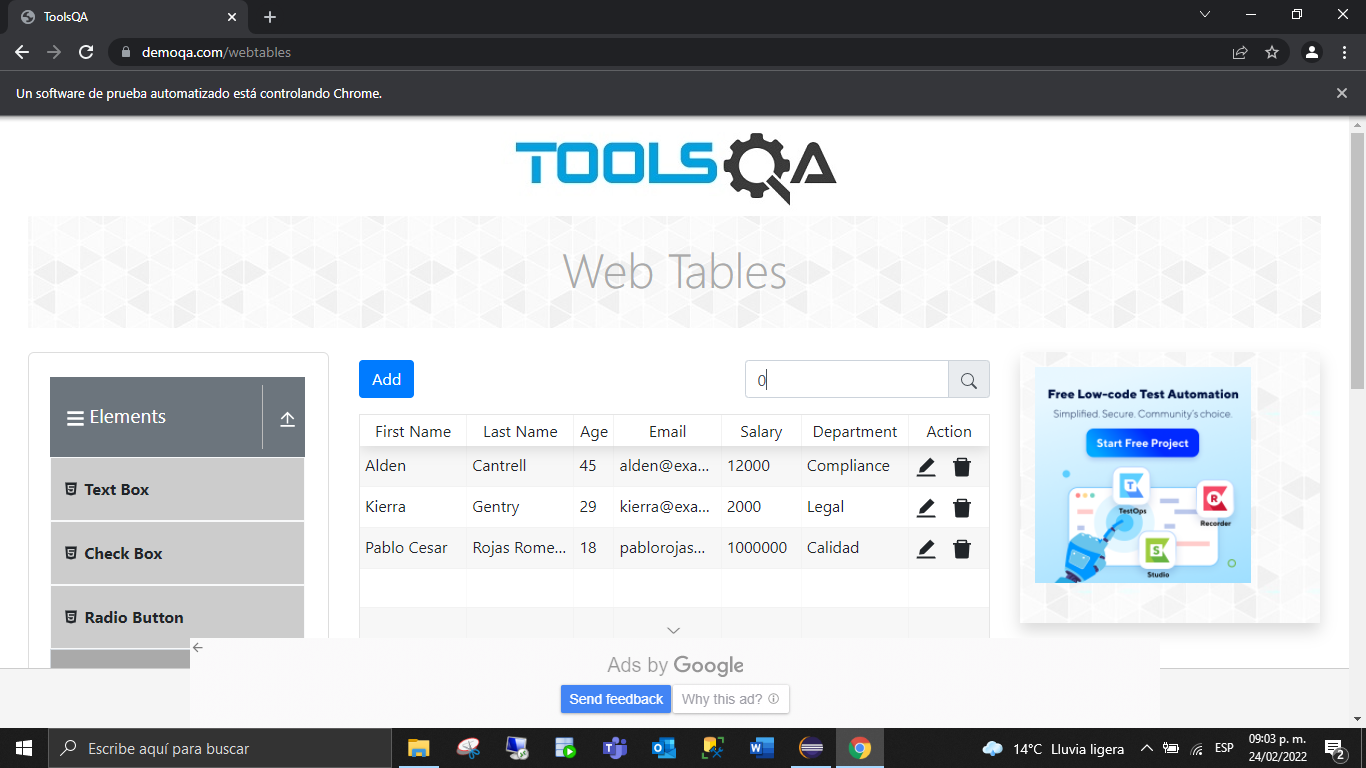 ToolsQA
demoqa.com/webtables
Un software de prueba automatizado está controlando Chrome.
TOOLSQA
Web Tables
Elements
Text Box
Check Box
Radio Button
Add
0
First Name Last Name Age Email Salary Department Action
Alden Cantrell 45 alden@exa... 12000 Compliance
Kierra Gentry 29 kierra@exa... 2000 Legal
Pablo Cesar Rojas Rome... 18 pablorojas... 1000000 Calidad
Free Low-code Test Automation
Simplified. Secure. Community's choice.
Start Free Project
TestOps
Recorder
Studio
Ads by Google
Send feedback Why this ad?
Escribe aquí para buscar
14°C Lluvia ligera
ESP
09:03 p. m.
24/02/2022
2